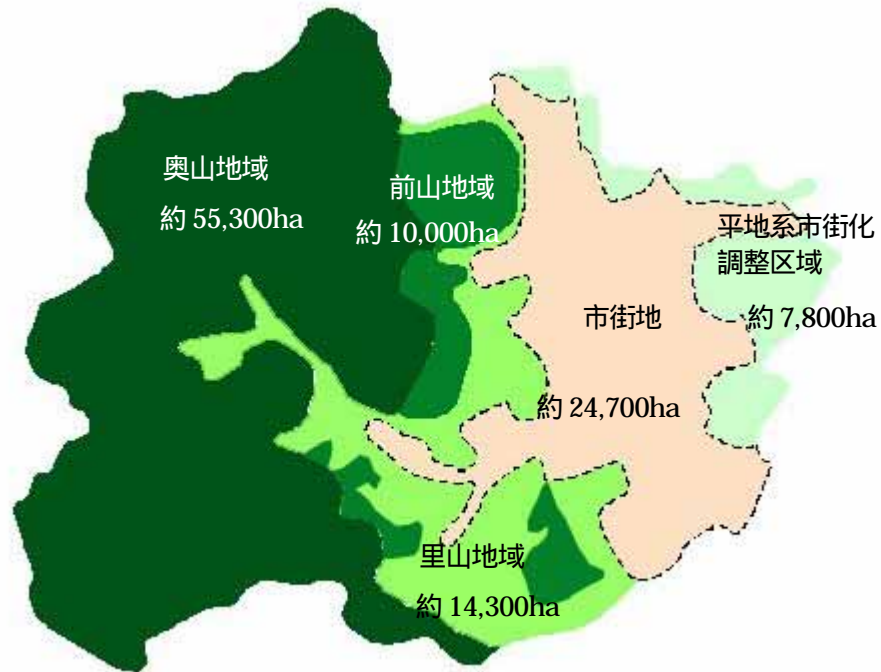 奥山地域
約 55,300ha
前山地域
約 10,000ha
平地系市街化
調整区域
約 7,800ha
市街地
約 24,700ha
里山地域
約 14,300ha